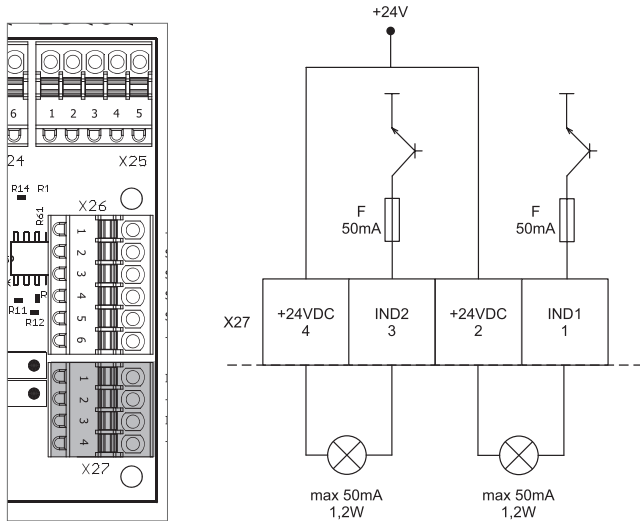 +24V
6
1 2 3 4 5
24
X25
R14 R1
X26
R61
1
2
3
4
5
6
R11
R
R12
1
2
3
4
X27
F
50mA
F
50mA
X27
+24VDC
4
IND2
3
+24VDC
2
IND1
1
max 50mA
1,2W
max 50mA
1,2W